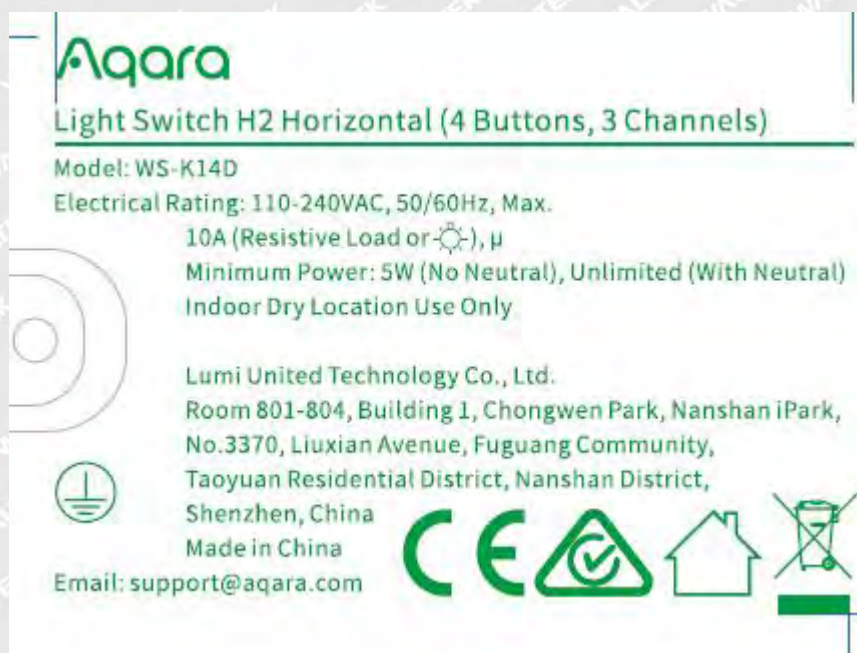 Aqara
Light Switch H2 Horizontal (4 Buttons, 3 Channels)
Model: WS-K14D
Electrical Rating: 110-240VAC, 50/60Hz, Max.
10A (Resistive Load or ), μ
Minimum Power: 5W (No Neutral), Unlimited (With Neutral)
Indoor Dry Location Use Only
Lumi United Technology Co., Ltd.
Room 801-804, Building 1, Chongwen Park, Nanshan iPark,
No.3370, Liuxian Avenue, Fuguang Community,
Taoyuan Residential District, Nanshan District,
Shenzhen, China
Made in China
Email: support@aqara.com
CE